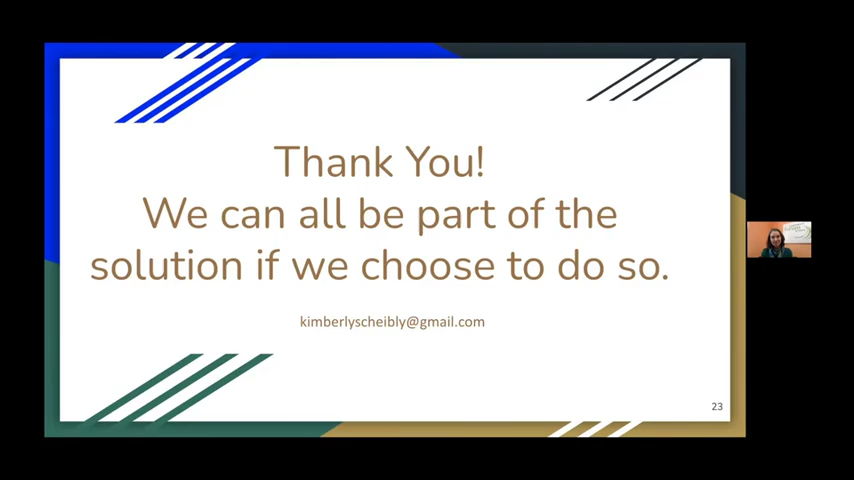 Thank You!
We can all be part of the
solution if we choose to do so.
kimberlyscheibly@gmail.com
23